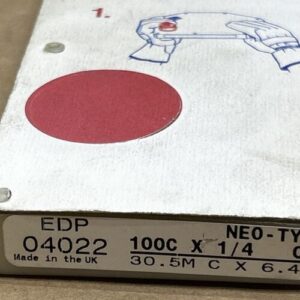 1.
EDP
04022
Made in the UK
NEO-TY
100C X 1/4
30.5M C X 6.4